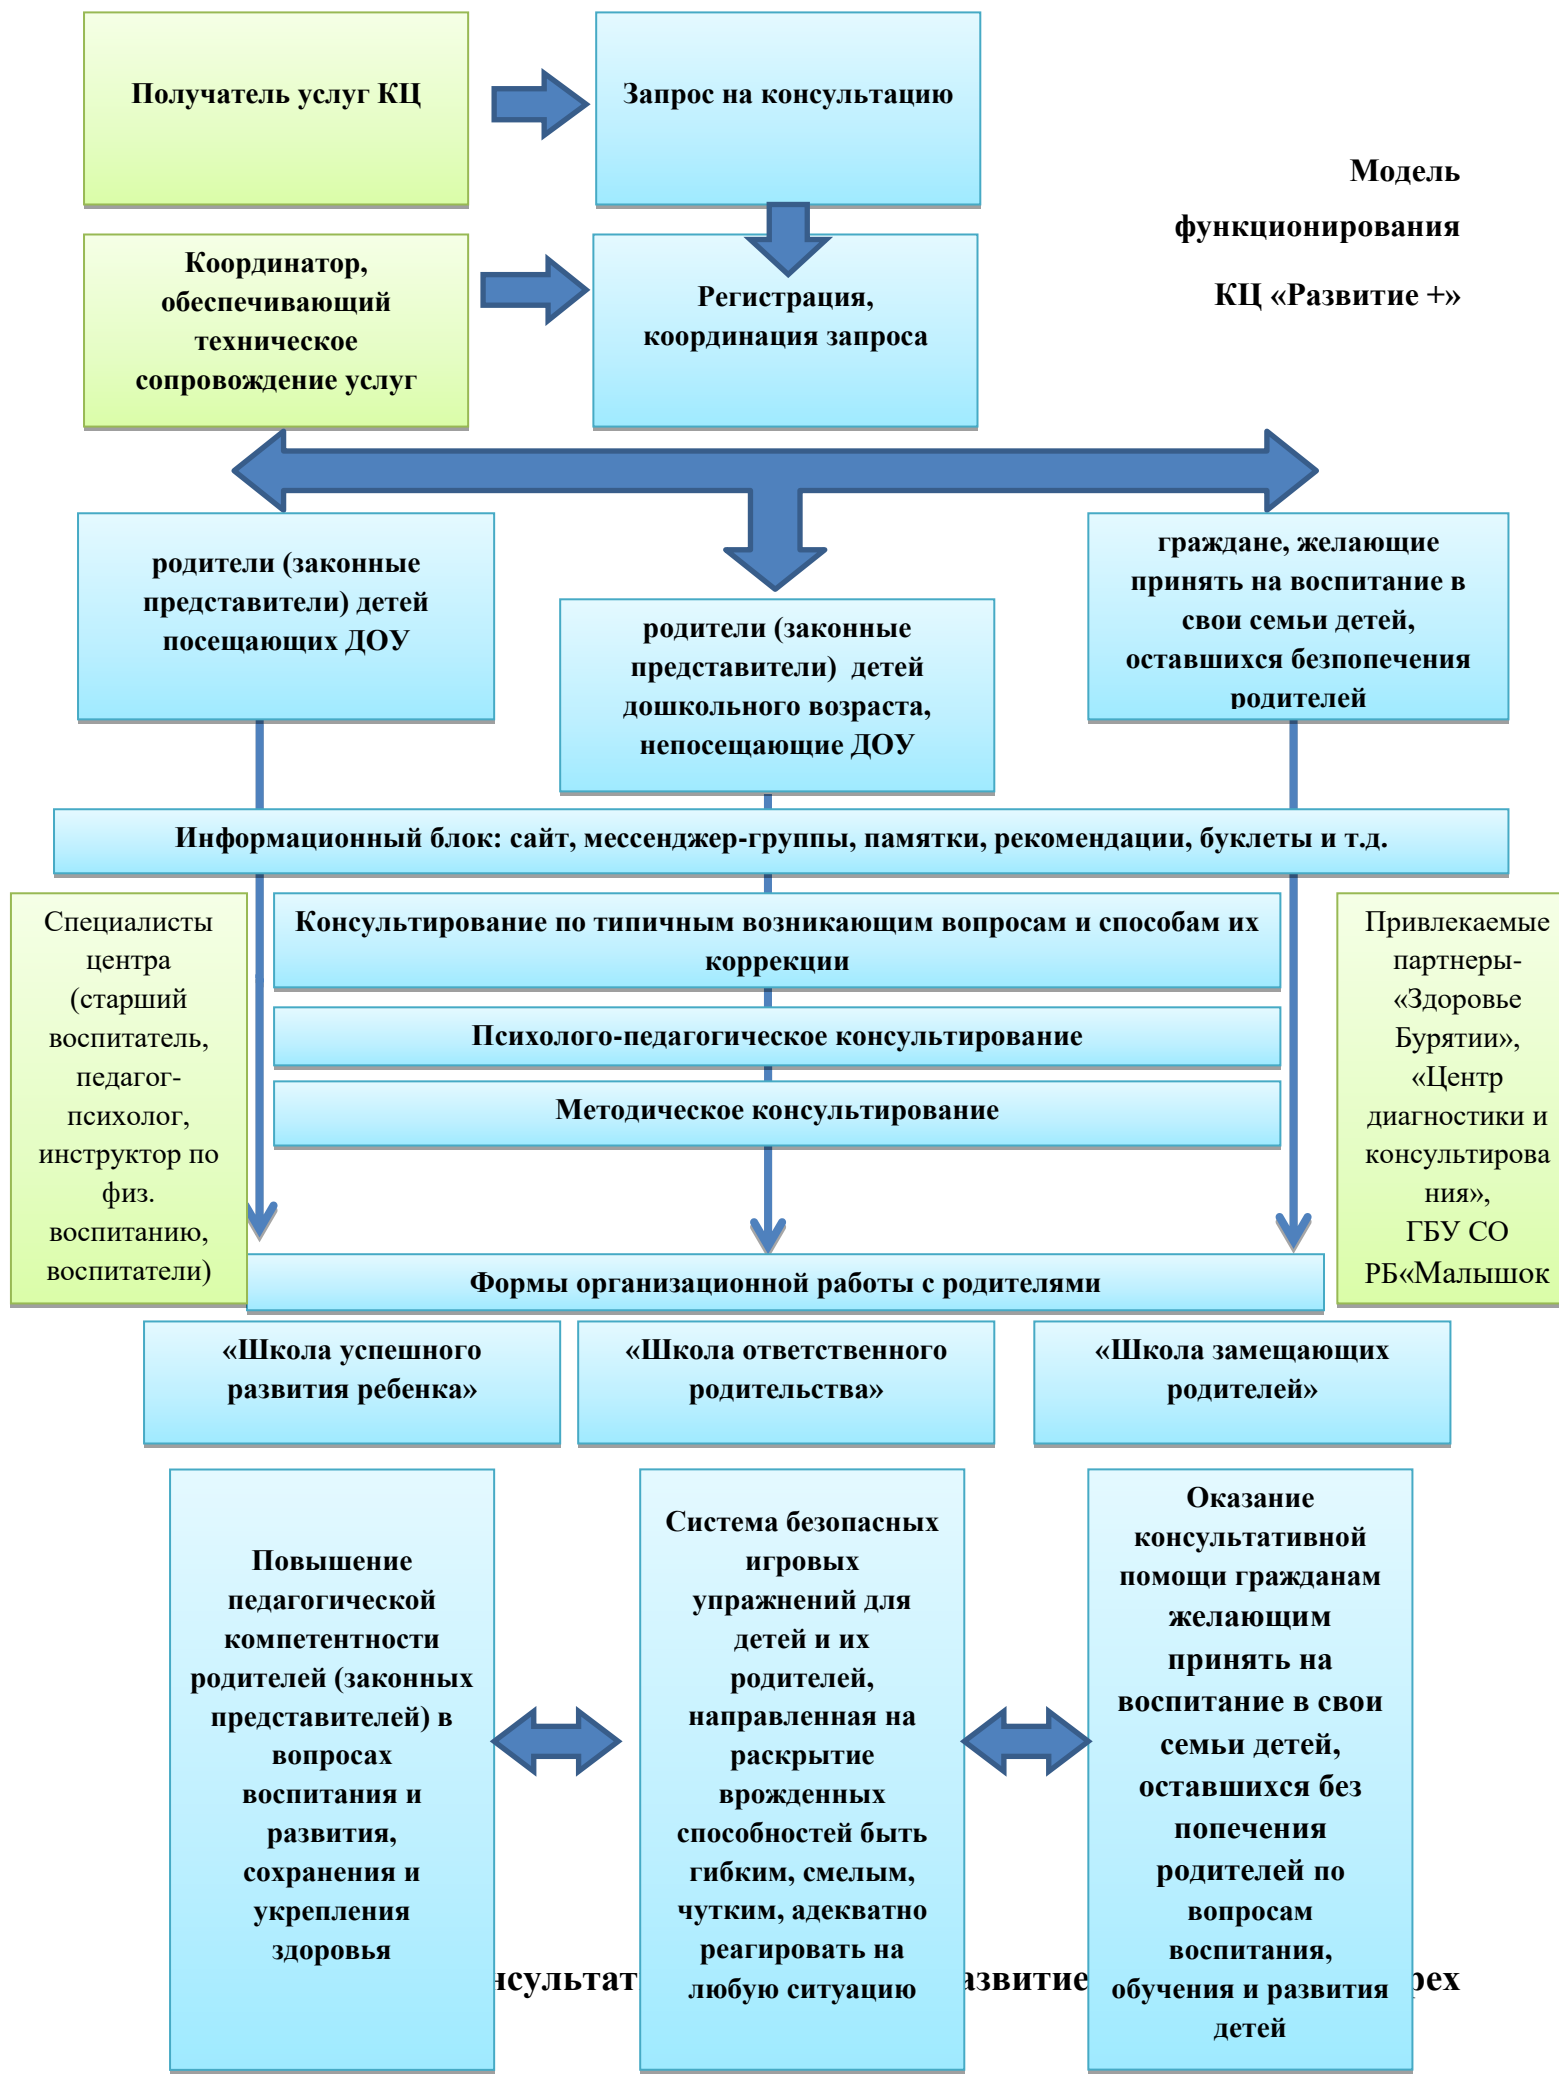 Получатель услуг КЦ
Запрос на консультацию
Модель
функционирования
КЦ «Развитие +»
Координатор,
обеспечивающий
техническое
сопровождение услуг
Регистрация,
координация запроса
родители (законные
представители) детей
посещающих ДОУ
родители (законные
представители) детей
дошкольного возраста,
непосещающие ДОУ
граждане, желающие
принять на воспитание в
свои семьи детей,
оставшихся безпопечения
родителей
Информационный блок: сайт, мессенджер-группы, памятки, рекомендации, буклеты и т.д.
Специалисты
центра
(старший
воспитатель,
педагог-
психолог,
инструктор по
физ.
воспитанию,
воспитатели)
Консультирование по типичным возникающим вопросам и способам их
коррекции
Психолого-педагогическое консультирование
Методическое консультирование
Привлекаемые
партнеры-
«Здоровье
Бурятии»,
«Центр
диагностики и
консультирова
ния»,
ГБУ СО
РБ«Малышок
Формы организационной работы с родителями
«Школа успешного
развития ребенка»
«Школа ответственного
родительства»
«Школа замещающих
родителей»
Повышение
педагогической
компетентности
родителей (законных
представителей) в
вопросах
воспитания и
развития,
сохранения и
укрепления
здоровья
Система безопасных
игровых
упражнений для
детей и их
родителей,
направленная на
раскрытие
врожденных
способностей быть
гибким, смелым,
чутким, адекватно
реагировать на
любую ситуацию
Оказание
консультативной
помощи гражданам
желающим
принять на
воспитание в свои
семьи детей,
оставшихся без
попечения
родителей по
вопросам
воспитания,
обучения и развития
детей
нсультат азвитие рех